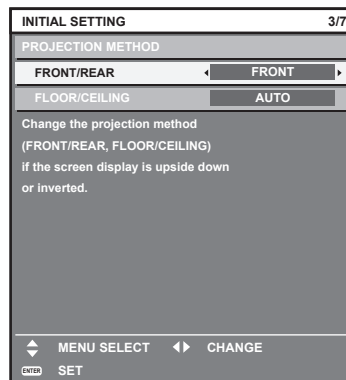 INITIAL SETTING 3/7
PROJECTION METHOD
FRONT/REAR FRONT
FLOOR/CEILING AUTO
Change the projection method
(FRONT/REAR, FLOOR/CEILING)
if the screen display is upside down
or inverted.
MENU SELECT CHANGE
ENTER SET